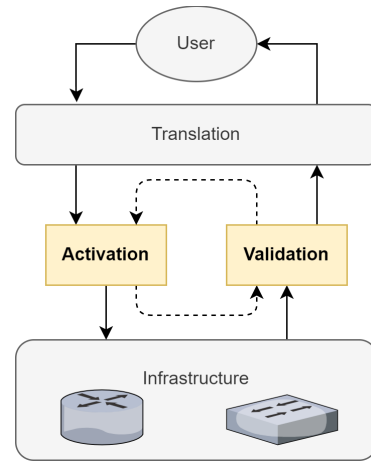 User
Translation
Activation
Validation
Infrastructure